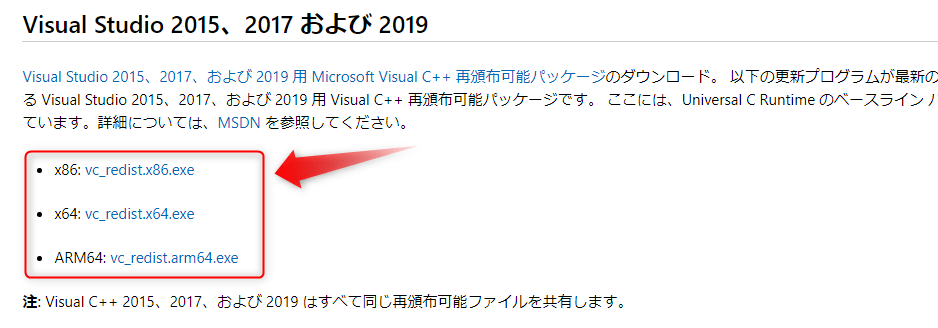 Visual Studio 2015、2017 および 2019
Visual Studio 2015、2017、および 2019 用 Microsoft Visual C++ 再頒布可能パッケージのダウンロード。 以下の更新プログラムが最新の
る Visual Studio 2015、2017、および 2019 用 Visual C++ 再頒布可能パッケージです。 ここには、Universal C Runtime のベースライン
ています。詳細については、MSDN を参照してください。
• x86: vc_redist.x86.exe
• x64: vc_redist.x64.exe
• ARM64: vc_redist.arm64.exe
注: Visual C++ 2015、2017、および 2019 はすべて同じ再頒布可能ファイルを共有します。